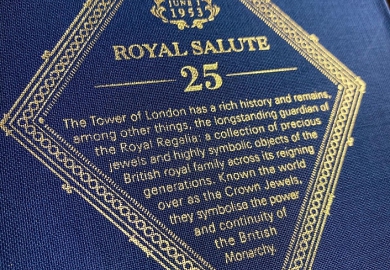 JUNE 2
1953
ROYAL SALUTE
25
The Tower of London has a rich history and remains,
among other things, the longstanding guardian of
the Royal Regalia: a collection of precious
jewels and highly symbolic objects of the
British royal family across its reigning
generations. Known the world
over as the Crown Jewels,
they symbolise the power
and continuity of
the British
Monarchy.